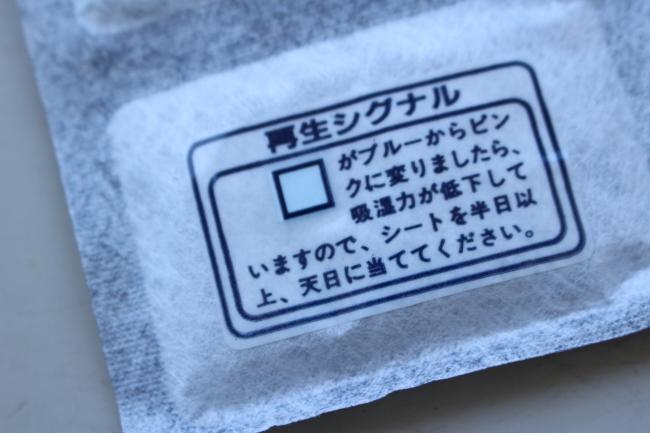 再生シグナル
がブルーからピン
クに変りましたら、
吸湿力が低下して
いますので、シートを半日以
上、天日に当ててください。